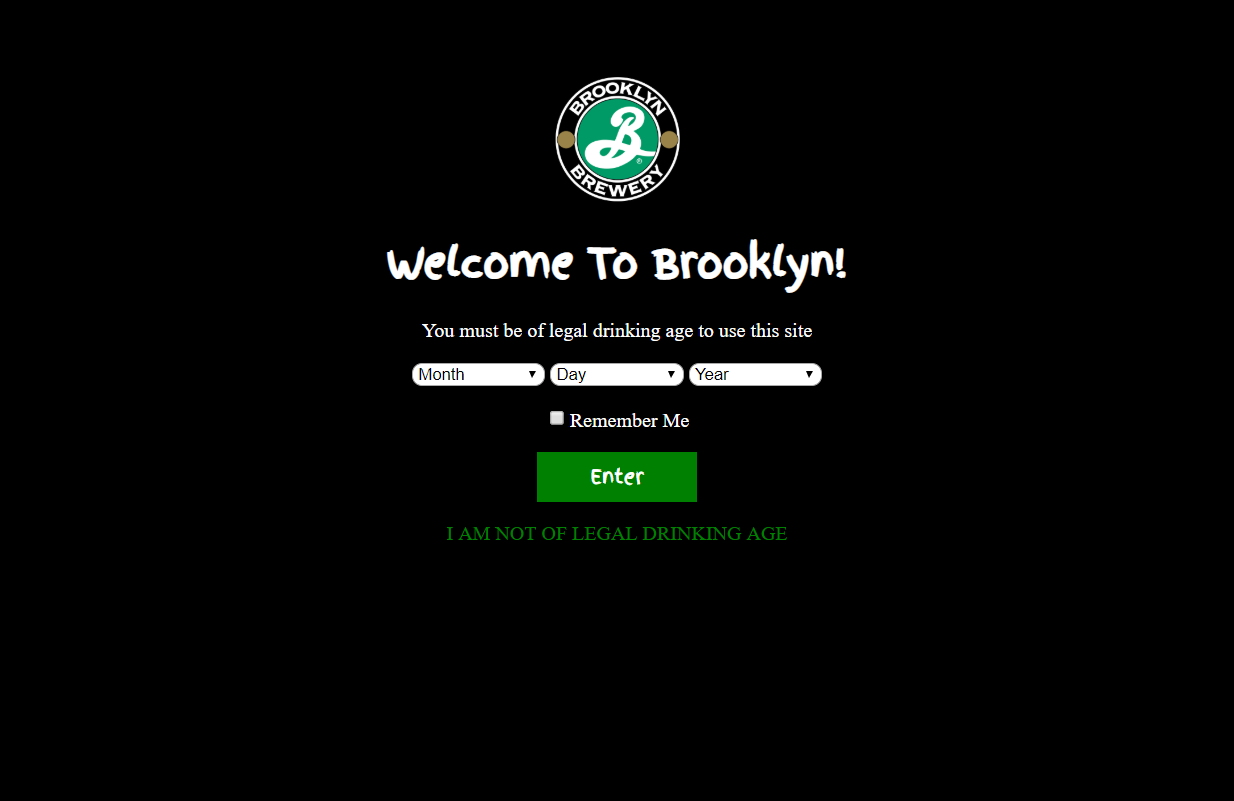 BROOKLYN
B®
BREWERY
Welcome To Brooklyn!
You must be of legal drinking age to use this site
Month Day Year
Remember Me
Enter
I AM NOT OF LEGAL DRINKING AGE